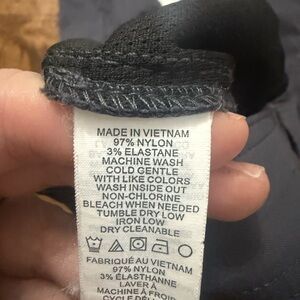 MADE IN VIETNAM
97% NYLON
3% ELASTANE
MACHINE WASH
COLD GENTLE
WITH LIKE COLORS
WASH INSIDE OUT
NON-CHLORINE
BLEACH WHEN NEEDED
TUMBLE DRY LOW
IRON LOW
DRY CLEANABLE
FABRIQUÉ AU VIETNAM
97% NYLON
3% ÉLASTHANNE
LAVER À
MACHINE À FROID
CYCLE DÉLI